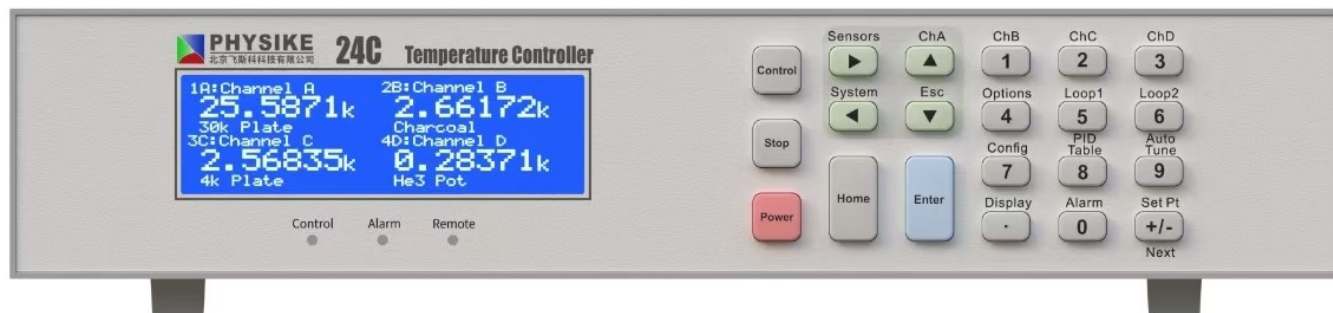 PHYSIKE
北京飞斯科科技有限公司
24C Temperature Controller
1A:Channel A
25.5871k
30k Plate
2B:Channel B
2.66172k
Charcoal
3C:Channel C
2.56835k
4k Plate
4D:Channel D
0.28371k
He3 Pot
Control Alarm Remote
Control
Stop
Power
Sensors ChA ChB ChC ChD
1 2 3
System Esc Options Loop1 Loop2
4 5 6
Config PID Table Auto Tune
7 8 9
Home Enter
Display Alarm Set Pt
. 0 +/-
Next